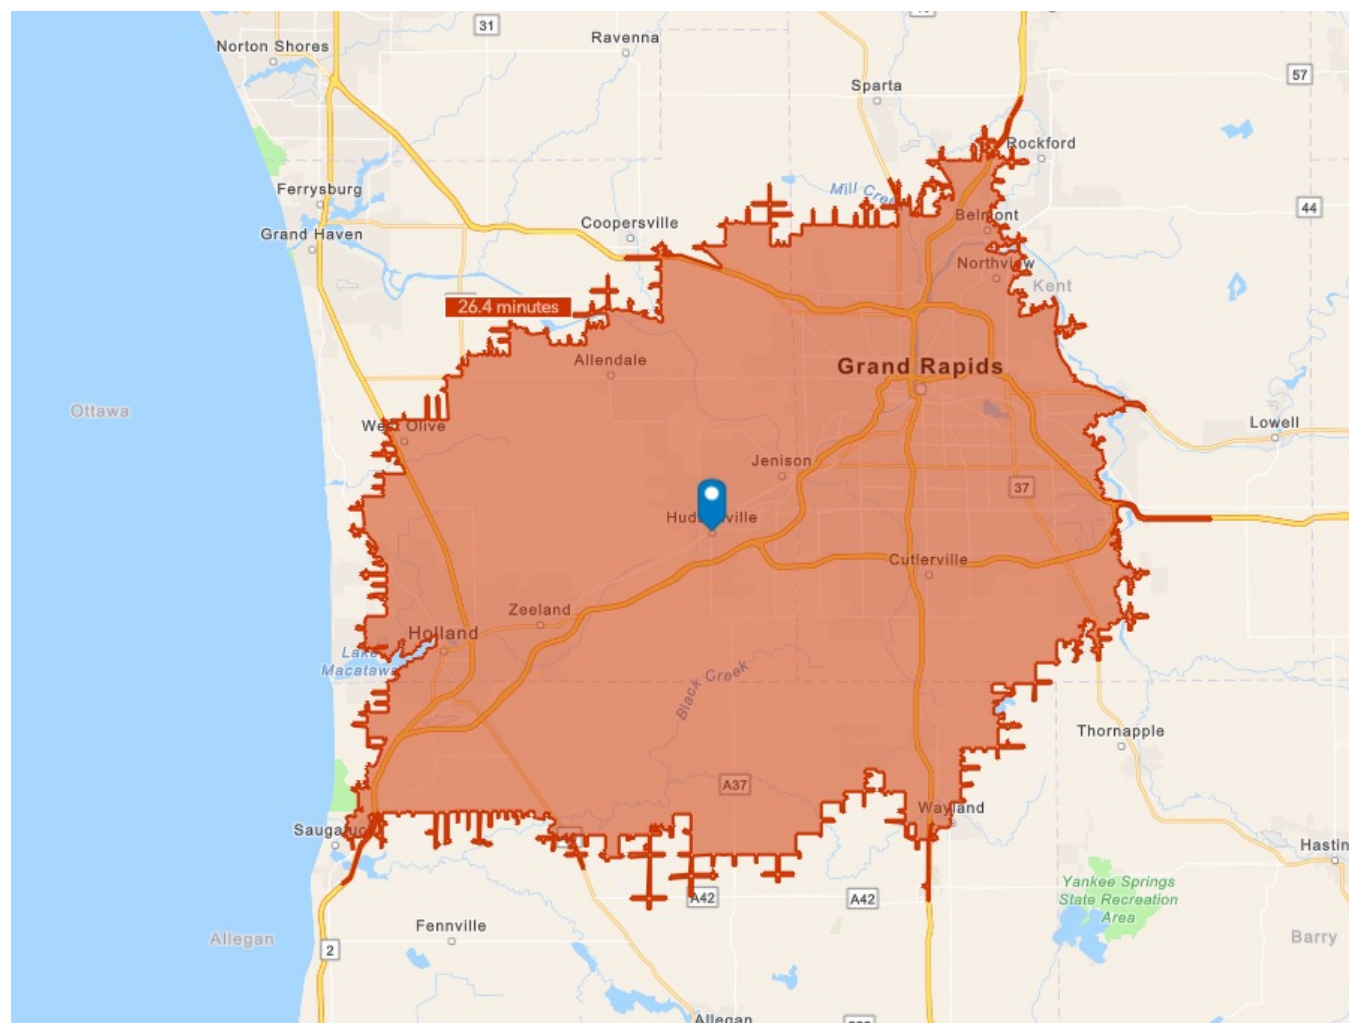 31
Ravenna
Norton Shores
57
Sparta
Rockford
Ferrysburg
Mill Creek
44
Coopersville
Belmont
Grand Haven
Northview
Kent
26.4 minutes
Allendale
Grand Rapids
Ottawa
West Olive
Lowell
Jenison
37
Hudsonville
Cutlerville
Zeeland
Holland
Lake
Macatawa
Black Creek
Thornapple
A37
Wayland
Saugatuck
Hastin
Yankee Springs
State Recreation
Area
A42
A42
Fennville
Allegan
Barry
2
Allegan